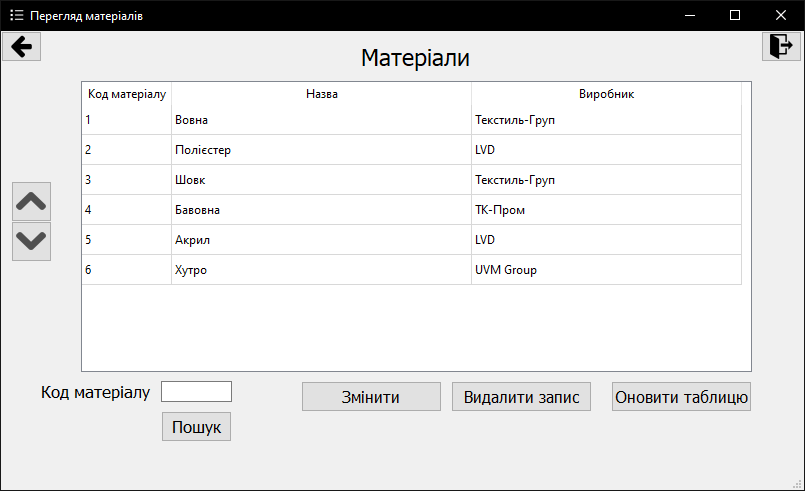 Перегляд матеріалів
Матеріали
Код матеріалу Назва Виробник
1 Вовна Текстиль-Груп
2 Полієстер LVD
3 Шовк Текстиль-Груп
4 Бавовна ТК-Пром
5 Акрил LVD
6 Хутро UVM Group
Код матеріалу Змінити Видалити запис Оновити таблицю
Пошук